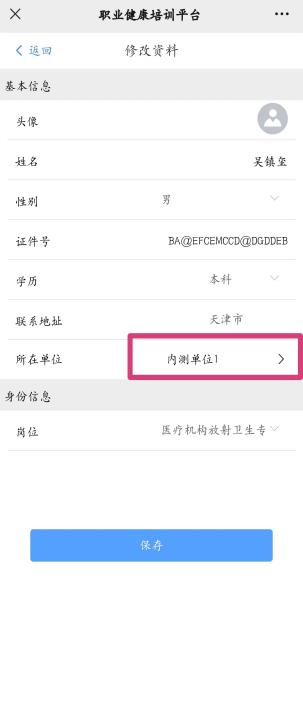 职业健康培训平台
返回 修改资料
基本信息
头像
姓名 吴镇玺
性别 男
证件号 BA@EFCEMCCD@DGDDEB
学历 本科
联系地址 天津市
所在单位 内测单位1
身份信息
岗位 医疗机构放射卫生专
保存